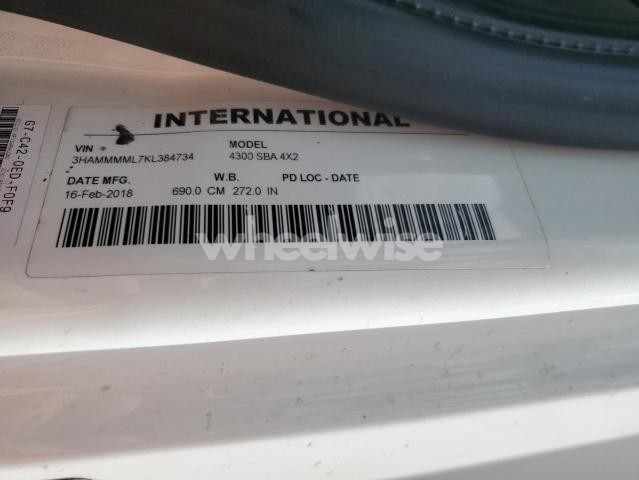 INTERNATIONAL
VIN MODEL
3HAMMMML7KL384734 4300 SBA 4X2
DATE MFG. W.B. PD LOC - DATE
16-Feb-2018 690.0 CM 272.0 IN
wheelwise
G7-C42-0ED-F0F9